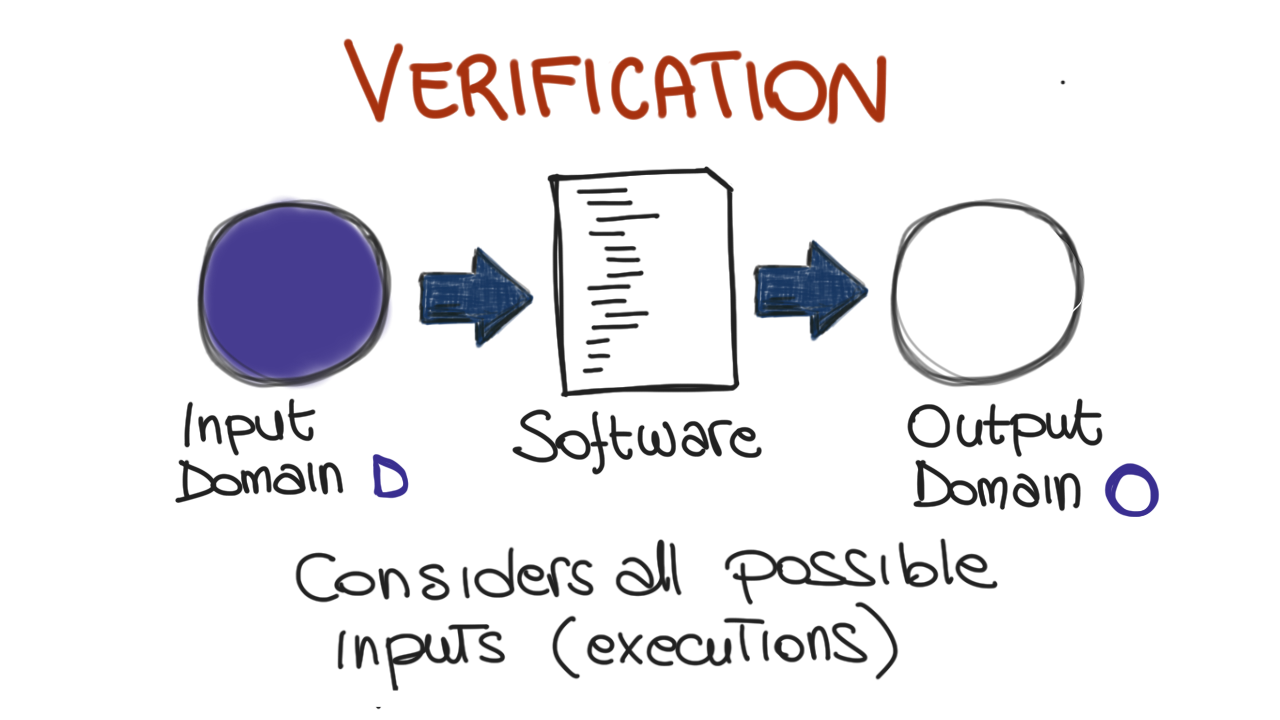 VERIFICATION
Input
Domain D
Software
Output
Domain O
Considers all possible
inputs (executions)